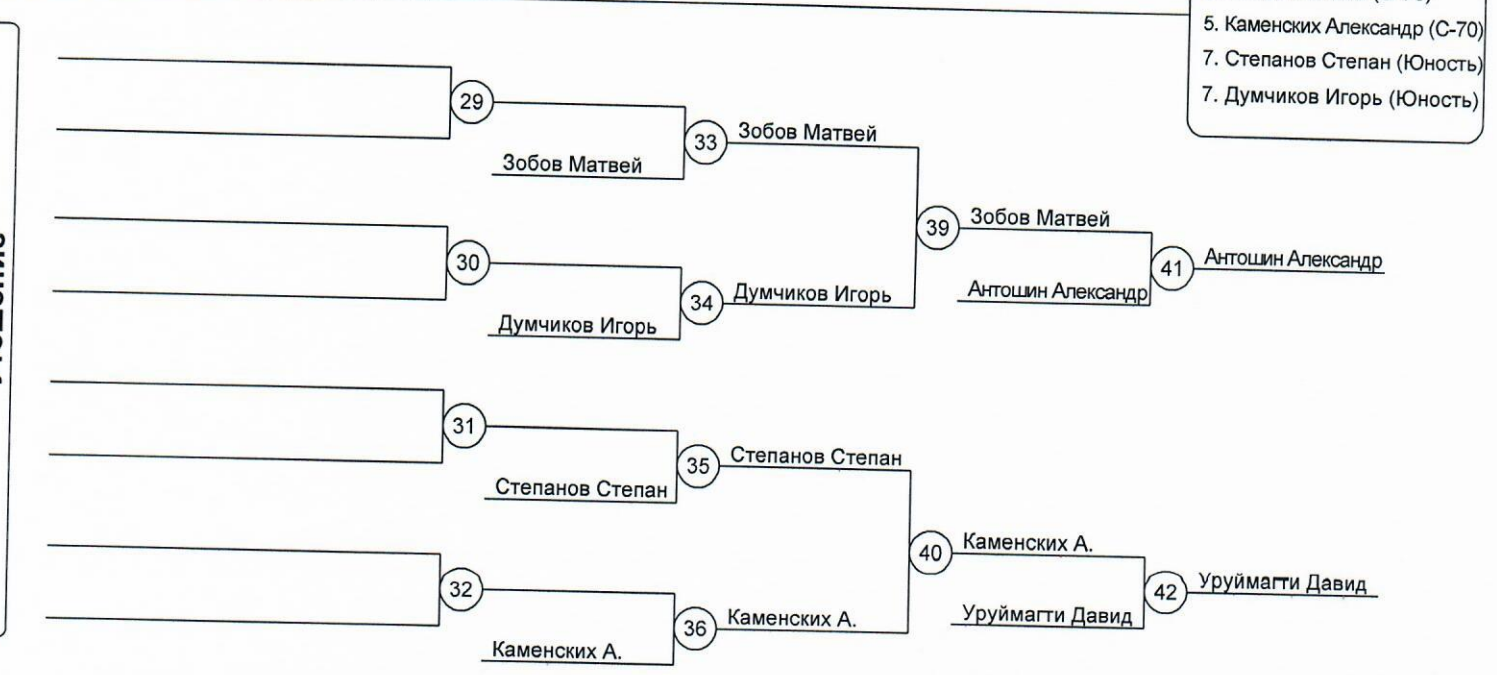 5. Каменских Александр (С-70)
7. Степанов Степан (Юность)
7. Думчиков Игорь (Юность)
29
33 Зобов Матвей
Зобов Матвей
39 Зобов Матвей
30
41 Антошин Александр
34 Думчиков Игорь
Антошин Александр
Думчиков Игорь
31
35 Степанов Степан
Степанов Степан
40 Каменских А.
32
42 Уруймагти Давид
36 Каменских А.
Уруймагти Давид
Каменских А.